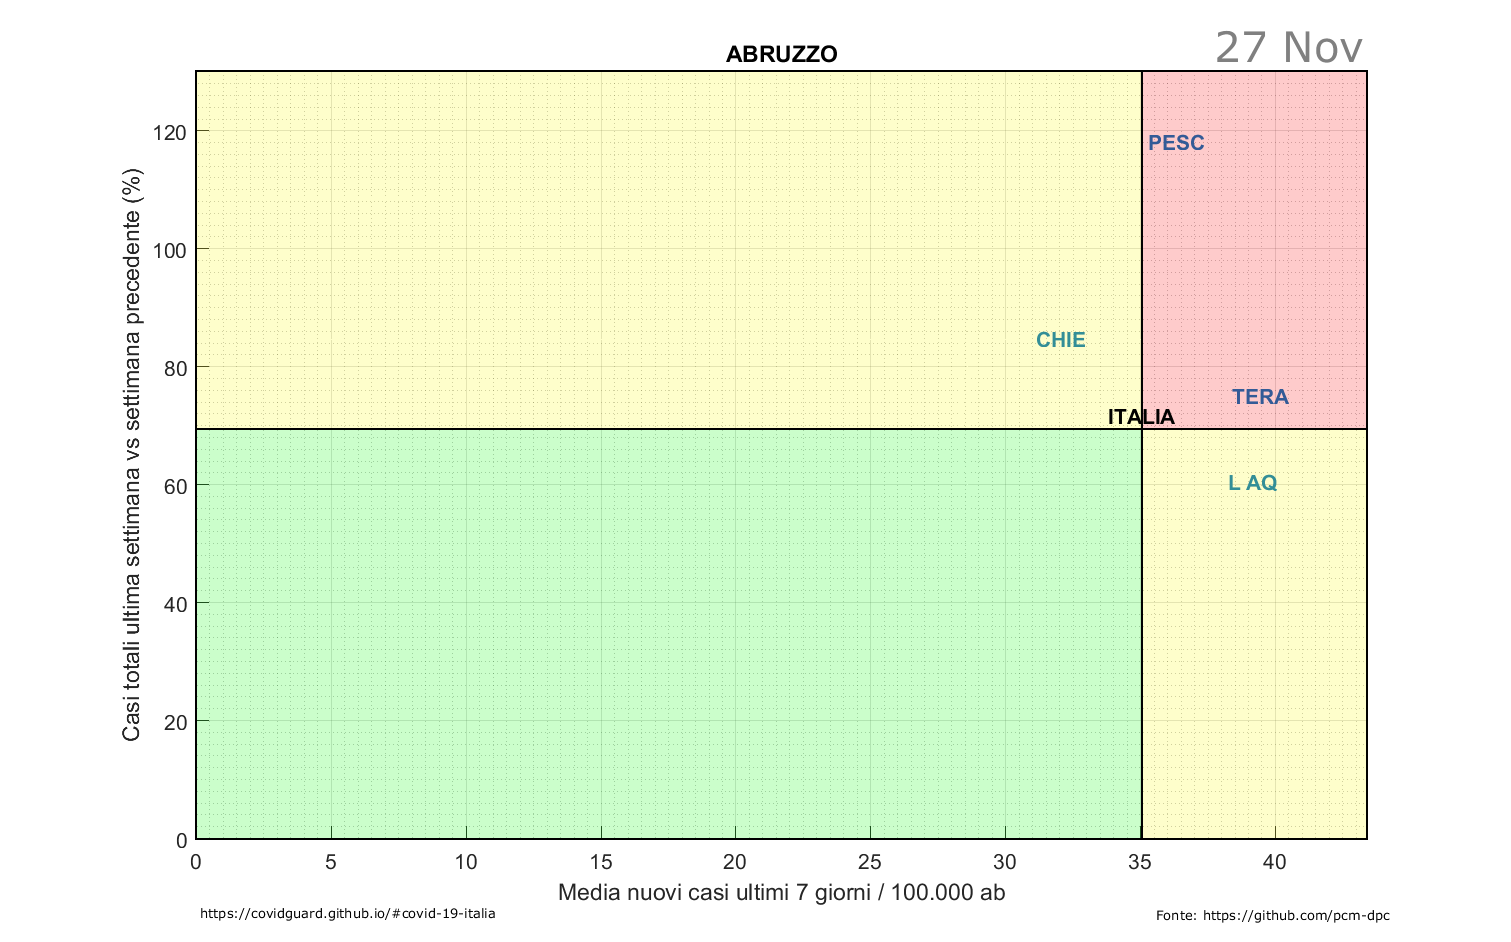 27 Nov
ABRUZZO
Casi totali ultima settimana vs settimana precedente (%)
120
100
80
60
40
20
0
PESC
CHIE
TERA
ITALIA
L AQ
0 5 10 15 20 25 30 35 40
Media nuovi casi ultimi 7 giorni / 100.000 ab
https://covidguard.github.io/#covid-19-italia
Fonte: https://github.com/pcm-dpc